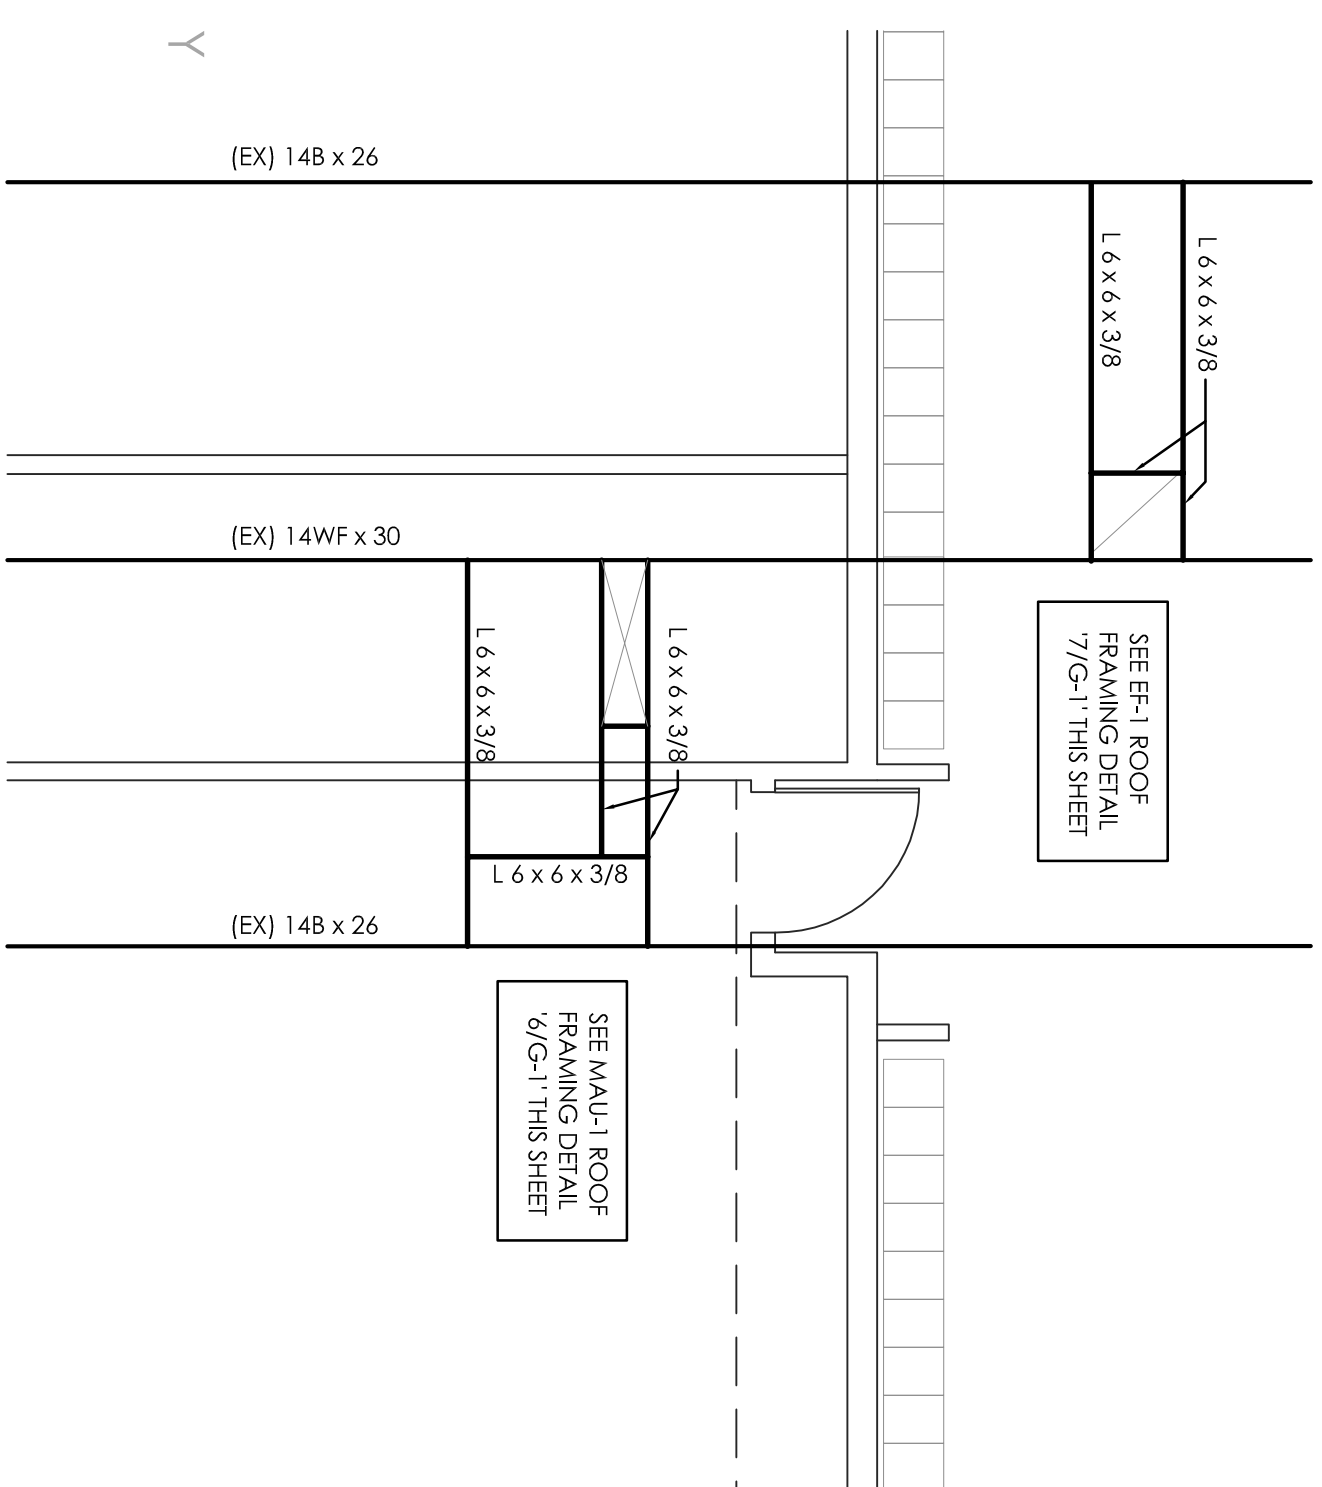 Y
(EX) 14B x 26
L 6 x 6 x 3/8
L 6 x 6 x 3/8
(EX) 14WF x 30
L 6 x 6 x 3/8
L 6 x 6 x 3/8
SEE EF-1 ROOF
FRAMING DETAIL
'7/G-1' THIS SHEET
L 6 x 6 x 3/8
(EX) 14B x 26
SEE MAU-1 ROOF
FRAMING DETAIL
'6/G-1' THIS SHEET